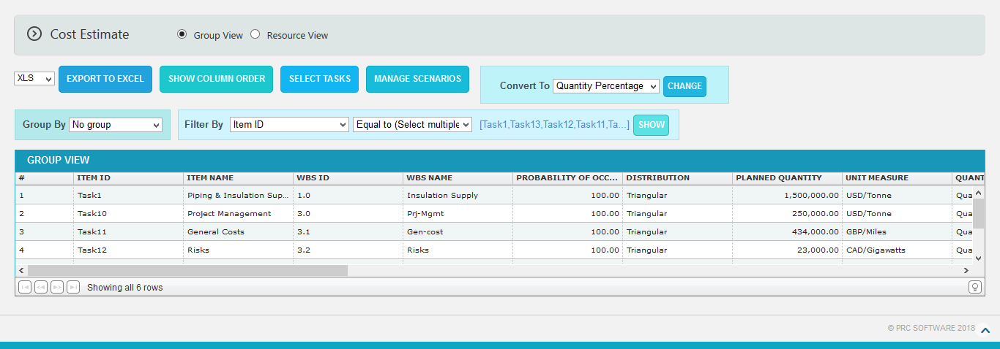 Cost Estimate Group View Resource View
XLS EXPORT TO EXCEL SHOW COLUMN ORDER SELECT TASKS MANAGE SCENARIOS Convert To Quantity Percentage CHANGE
Group By No group Filter By Item ID Equal to (Select multiple [Task1,Task13,Task12,Task11,Ta...] SHOW
GROUP VIEW
# ITEM ID ITEM NAME WBS ID WBS NAME PROBABILITY OF OCC... DISTRIBUTION PLANNED QUANTITY UNIT MEASURE QUANT
1 Task1 Piping & Insulation Sup... 1.0 Insulation Supply 100.00 Triangular 1,500,000.00 USD/Tonne Qua
2 Task10 Project Management 3.0 Prj-Mgmt 100.00 Triangular 250,000.00 USD/Tonne Qua
3 Task11 General Costs 3.1 Gen-cost 100.00 Triangular 434,000.00 GBP/Miles Qua
4 Task12 Risks 3.2 Risks 100.00 Triangular 23,000.00 CAD/Gigawatts Qua
Showing all 6 rows
© PRC SOFTWARE 2018